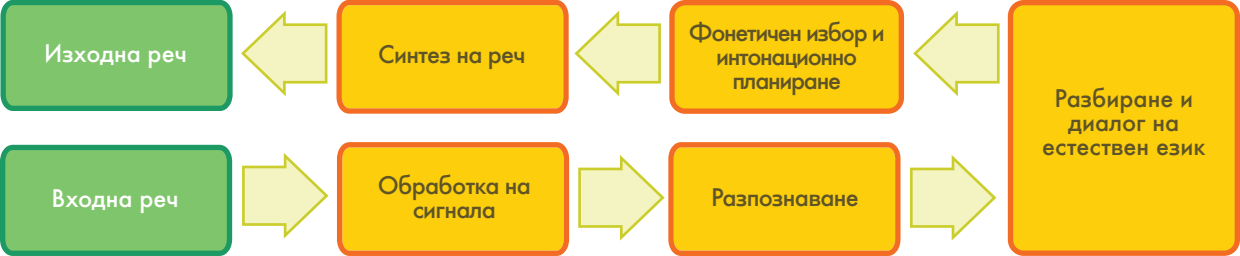 Изходна реч
Синтез на реч
Фонетичен избор и
интонационно
планиране
Разбиране и
диалог на
естествен език
Входна реч
Обработка на
сигнала
Разпознаване